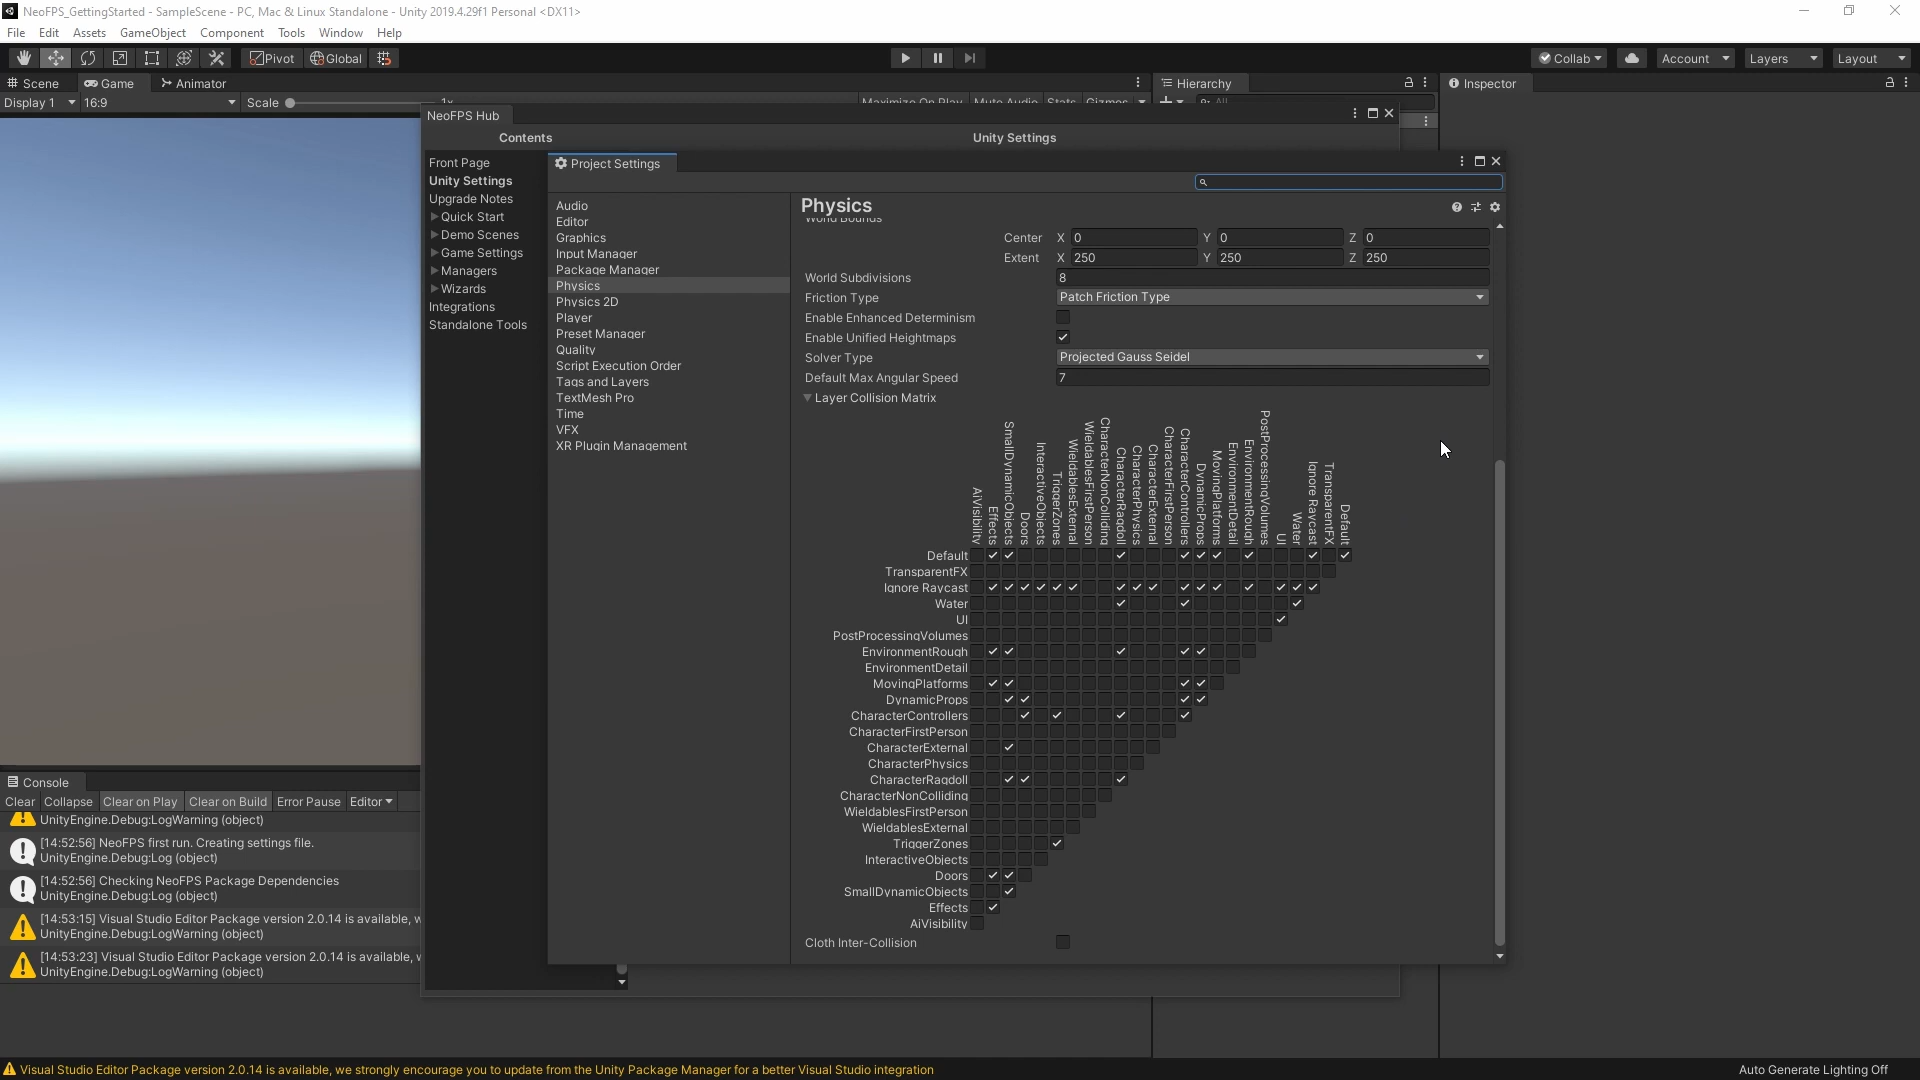 NeoFPS_GettingStarted - SampleScene - PC, Mac & Linux Standalone - Unity 2019.4.29f1 Personal <DX11>
File Edit Assets GameObject Component Tools Window Help
Pivot Global Collab Account Layers Layout
Scene Game Animator Hierarchy Inspector
Display 1 16:9 Scale 1x Maximize On Play Mute Audio Stats Gizmos All
NeoFPS Hub
Contents Unity Settings
Front Page
Unity Settings
Upgrade Notes
Quick Start
Demo Scenes
Game Settings
Managers
Wizards
Integrations
Standalone Tools
Project Settings
Audio
Editor
Graphics
Input Manager
Package Manager
Physics
Physics 2D
Player
Preset Manager
Quality
Script Execution Order
Tags and Layers
TextMesh Pro
Time
VFX
XR Plugin Management
Physics
World Bounds
Center X 0 Y 0 Z 0
Extent X 250 Y 250 Z 250
World Subdivisions 8
Friction Type Patch Friction Type
Enable Enhanced Determinism
Enable Unified Heightmaps
Solver Type Projected Gauss Seidel
Default Max Angular Speed 7
Layer Collision Matrix
AiVisibility
Effects
SmallDynamicObjects
Doors
InteractiveObjects
TriggerZones
WieldablesExternal
WieldablesFirstPerson
CharacterNonColliding
CharacterRagdoll
CharacterPhysics
CharacterExternal
CharacterFirstPerson
CharacterControllers
DynamicProps
MovingPlatforms
EnvironmentDetail
EnvironmentRough
PostProcessingVolumes
UI
Water
Ignore Raycast
TransparentFX
Default
Default
TransparentFX
Ignore Raycast
Water
UI
PostProcessingVolumes
EnvironmentRough
EnvironmentDetail
MovingPlatforms
DynamicProps
CharacterControllers
CharacterFirstPerson
CharacterExternal
CharacterPhysics
CharacterRagdoll
CharacterNonColliding
WieldablesFirstPerson
WieldablesExternal
TriggerZones
InteractiveObjects
Doors
SmallDynamicObjects
Effects
AiVisibility
Cloth Inter-Collision
Console
Clear Collapse Clear on Play Clear on Build Error Pause Editor
UnityEngine.Debug:LogWarning (object)
[14:52:56] NeoFPS first run. Creating settings file.
UnityEngine.Debug:Log (object)
[14:52:56] Checking NeoFPS Package Dependencies
UnityEngine.Debug:Log (object)
[14:53:15] Visual Studio Editor Package version 2.0.14 is available, w
UnityEngine.Debug:LogWarning (object)
[14:53:23] Visual Studio Editor Package version 2.0.14 is available, w
UnityEngine.Debug:LogWarning (object)
Visual Studio Editor Package version 2.0.14 is available, we strongly encourage you to update from the Unity Package Manager for a better Visual Studio integration
Auto Generate Lighting Off